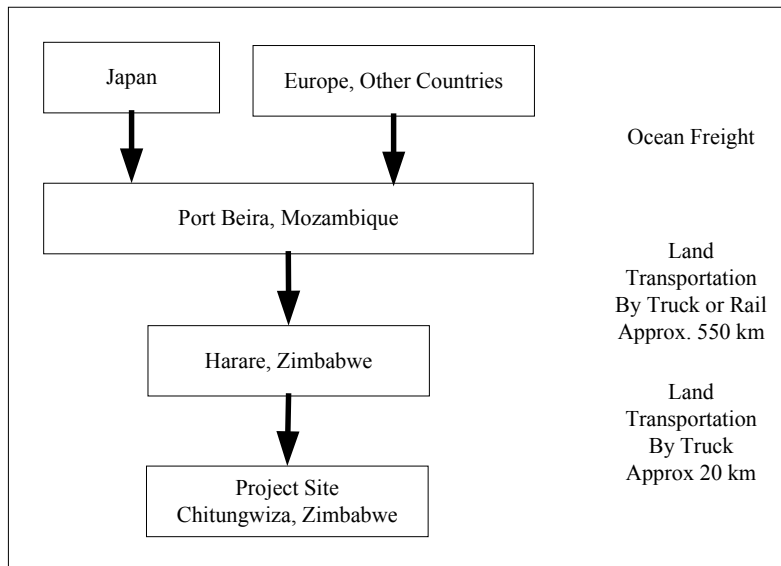 Japan
Europe, Other Countries
Ocean Freight
Port Beira, Mozambique
Land
Transportation
By Truck or Rail
Approx. 550 km
Harare, Zimbabwe
Land
Transportation
By Truck
Approx 20 km
Project Site
Chitungwiza, Zimbabwe